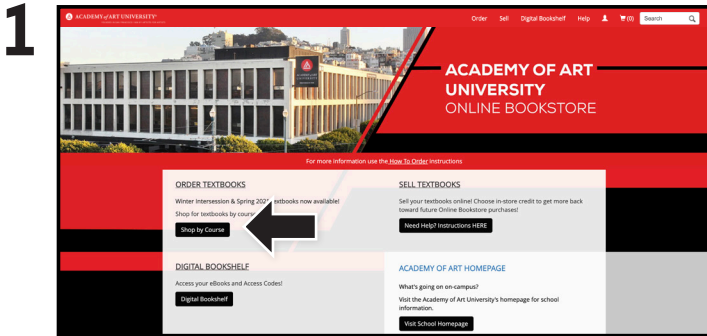 1
ACADEMY of ART UNIVERSITY
Order Sell Digital Bookshelf Help (0) Search
ACADEMY OF ART
UNIVERSITY
ONLINE BOOKSTORE
For more information use the How To Order instructions
ORDER TEXTBOOKS
Winter Intersession & Spring textbooks now available!
Shop for textbooks by
Shop by Course
SELL TEXTBOOKS
Sell your textbooks online! Choose in-store credit to get more back
toward future Online Bookstore purchases!
Need Help? Instructions HERE
DIGITAL BOOKSHELF
Access your eBooks and Access Codes!
Digital Bookshelf
ACADEMY OF ART HOMEPAGE
What's going on on-campus?
Visit the Academy of Art University's homepage for school
information.
Visit School Homepage